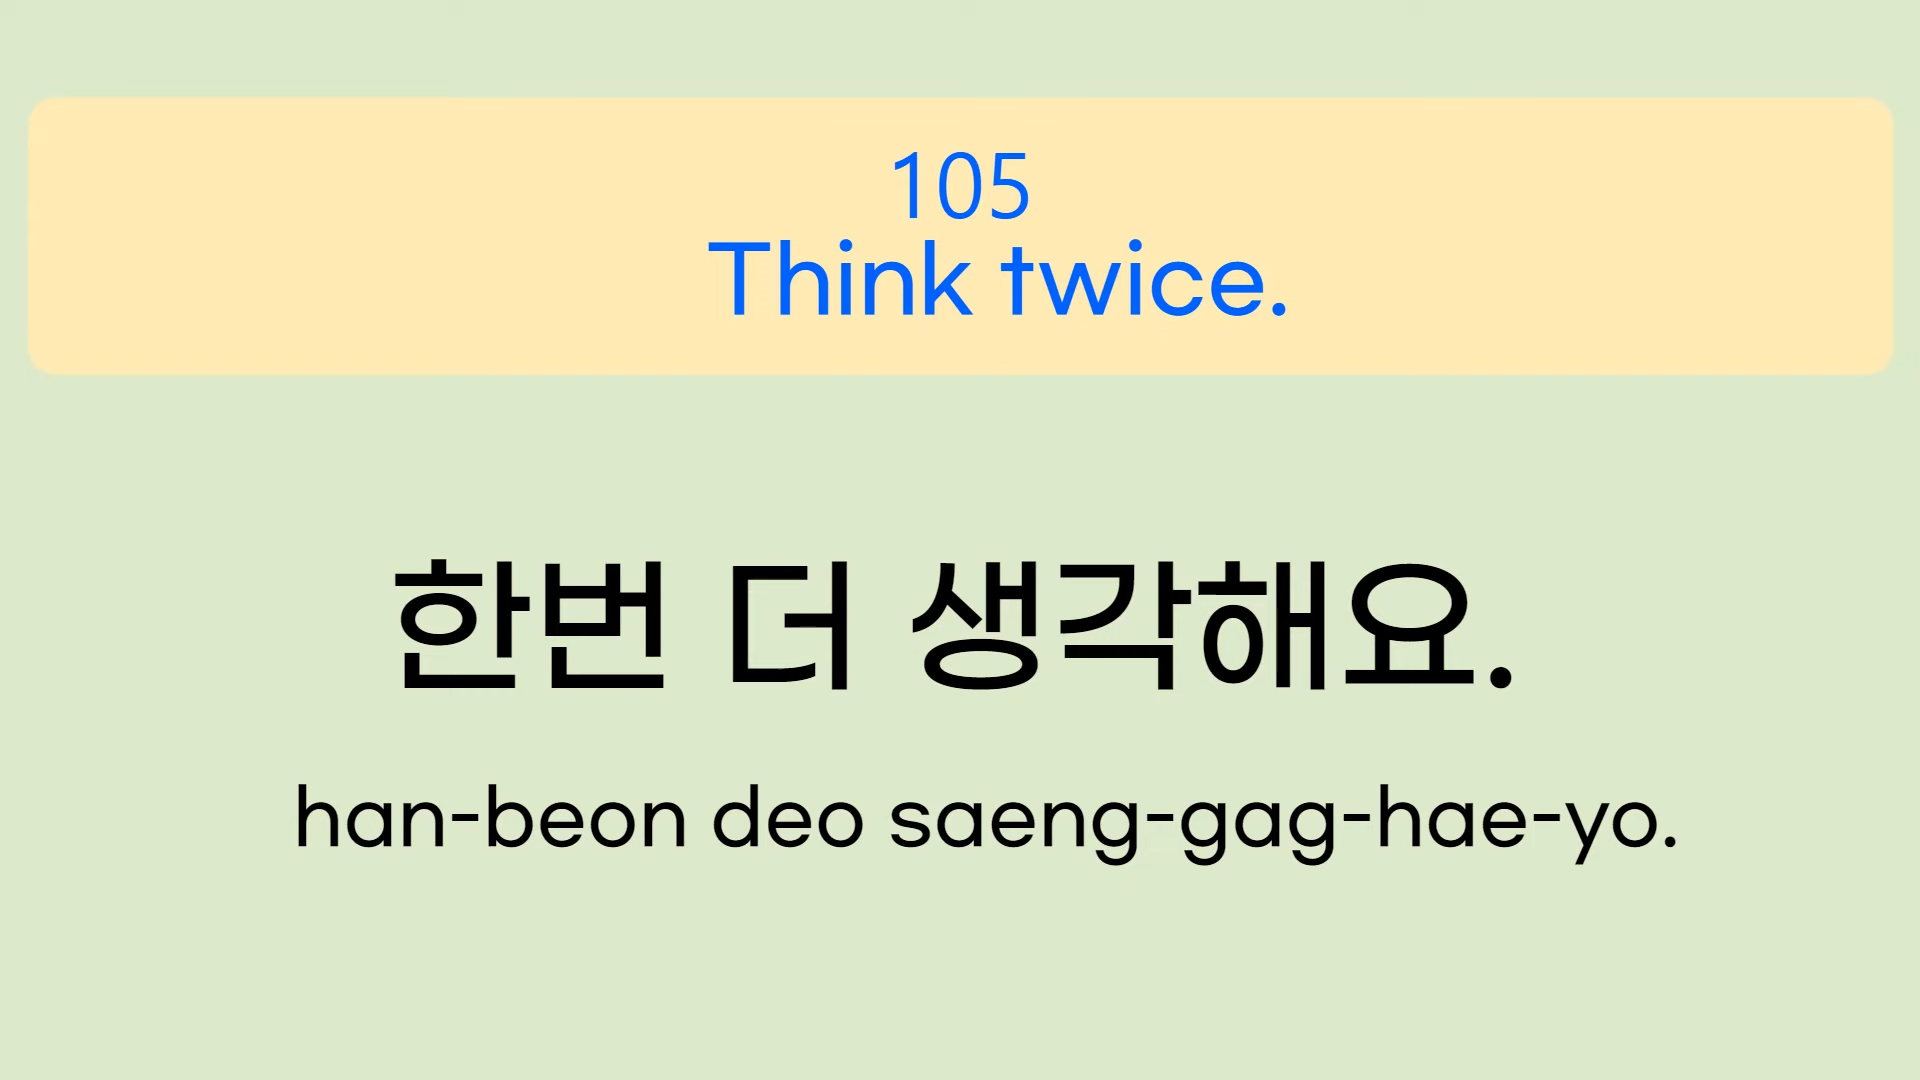 105
Think twice.
한번 더 생각해요.
han-beon deo saeng-gag-hae-yo.